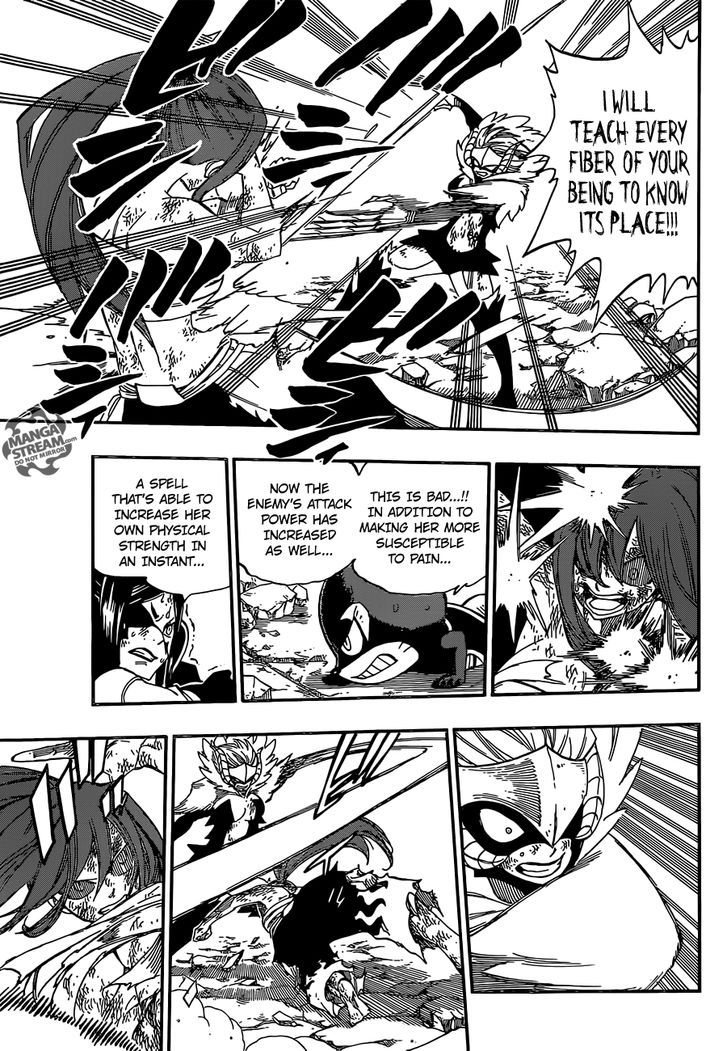 I WILL
TEACH EVERY
FIBER OF YOUR
BEING TO KNOW
ITS PLACE!!!
MANGA
STREAM.com
DO NOT MIRROR
THIS IS BAD...!!
IN ADDITION TO
MAKING HER MORE
SUSCEPTIBLE
TO PAIN...
NOW THE
ENEMY'S ATTACK
POWER HAS
INCREASED
AS WELL...
A SPELL
THAT'S ABLE TO
INCREASE HER
OWN PHYSICAL
STRENGTH IN
AN INSTANT...